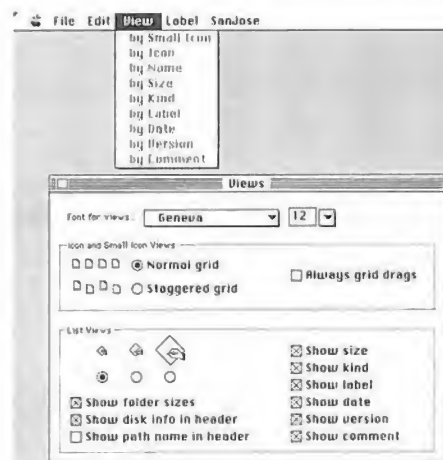 File Edit View Label SanJose
by Small Icon
by Icon
by Name
by Size
by Kind
by Label
by Date
by Version
by Comment
Views
Font for views: Geneva 12
Icon and Small Icon Views
Normal grid
Staggered grid
Always grid drags
List Views
Show folder sizes
Show disk info in header
Show path name in header
Show size
Show kind
Show label
Show date
Show version
Show comment